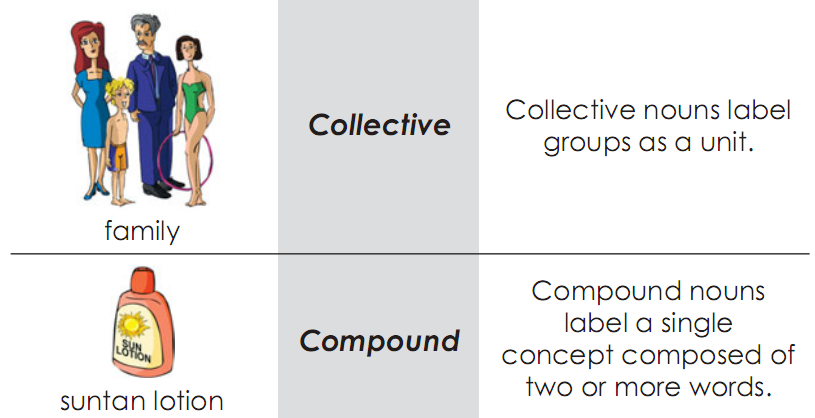 family
Collective
Collective nouns label
groups as a unit.
SUN
LOTION
suntan lotion
Compound
Compound nouns
label a single
concept composed of
two or more words.